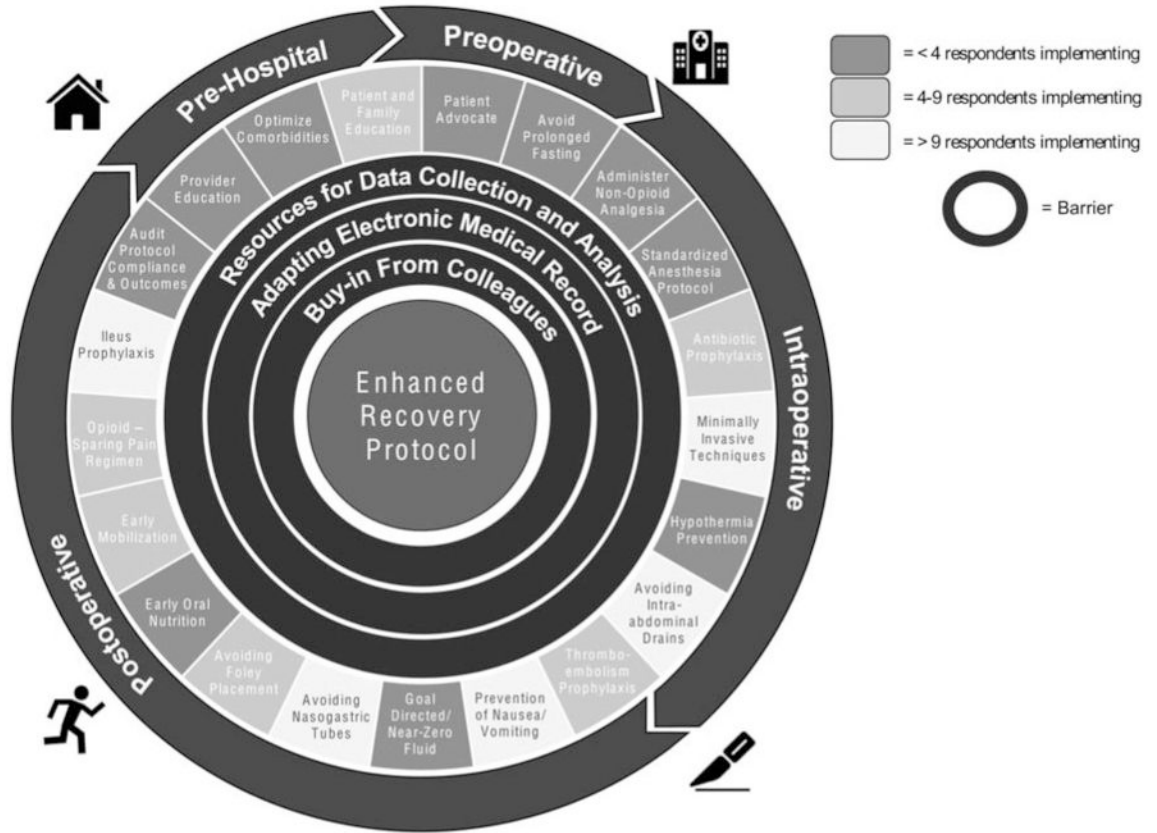 Pre-Hospital
Preoperative
Intraoperative
Postoperative
Patient and
Family
Education
Patient
Advocate
Avoid
Prolonged
Fasting
Administer
Non-Opioid
Analgesia
Standardized
Anesthesia
Protocol
Antibiotic
Prophylaxis
Minimally
Invasive
Techniques
Hypothermia
Prevention
Avoiding
Intra-
abdominal
Drains
Thrombo-
embolism
Prophylaxis
Prevention
of Nausea/
Vomiting
Goal
Directed/
Near-Zero
Fluid
Avoiding
Nasogastric
Tubes
Avoiding
Foley
Placement
Early Oral
Nutrition
Early
Mobilization
Opioid –
Sparing Pain
Regimen
Ileus
Prophylaxis
Audit
Protocol
Compliance
& Outcomes
Provider
Education
Optimize
Comorbidities
Resources for Data Collection and Analysis
Adapting Electronic Medical Record
Buy-in From Colleagues
Enhanced
Recovery
Protocol
= < 4 respondents implementing
= 4-9 respondents implementing
= > 9 respondents implementing
= Barrier